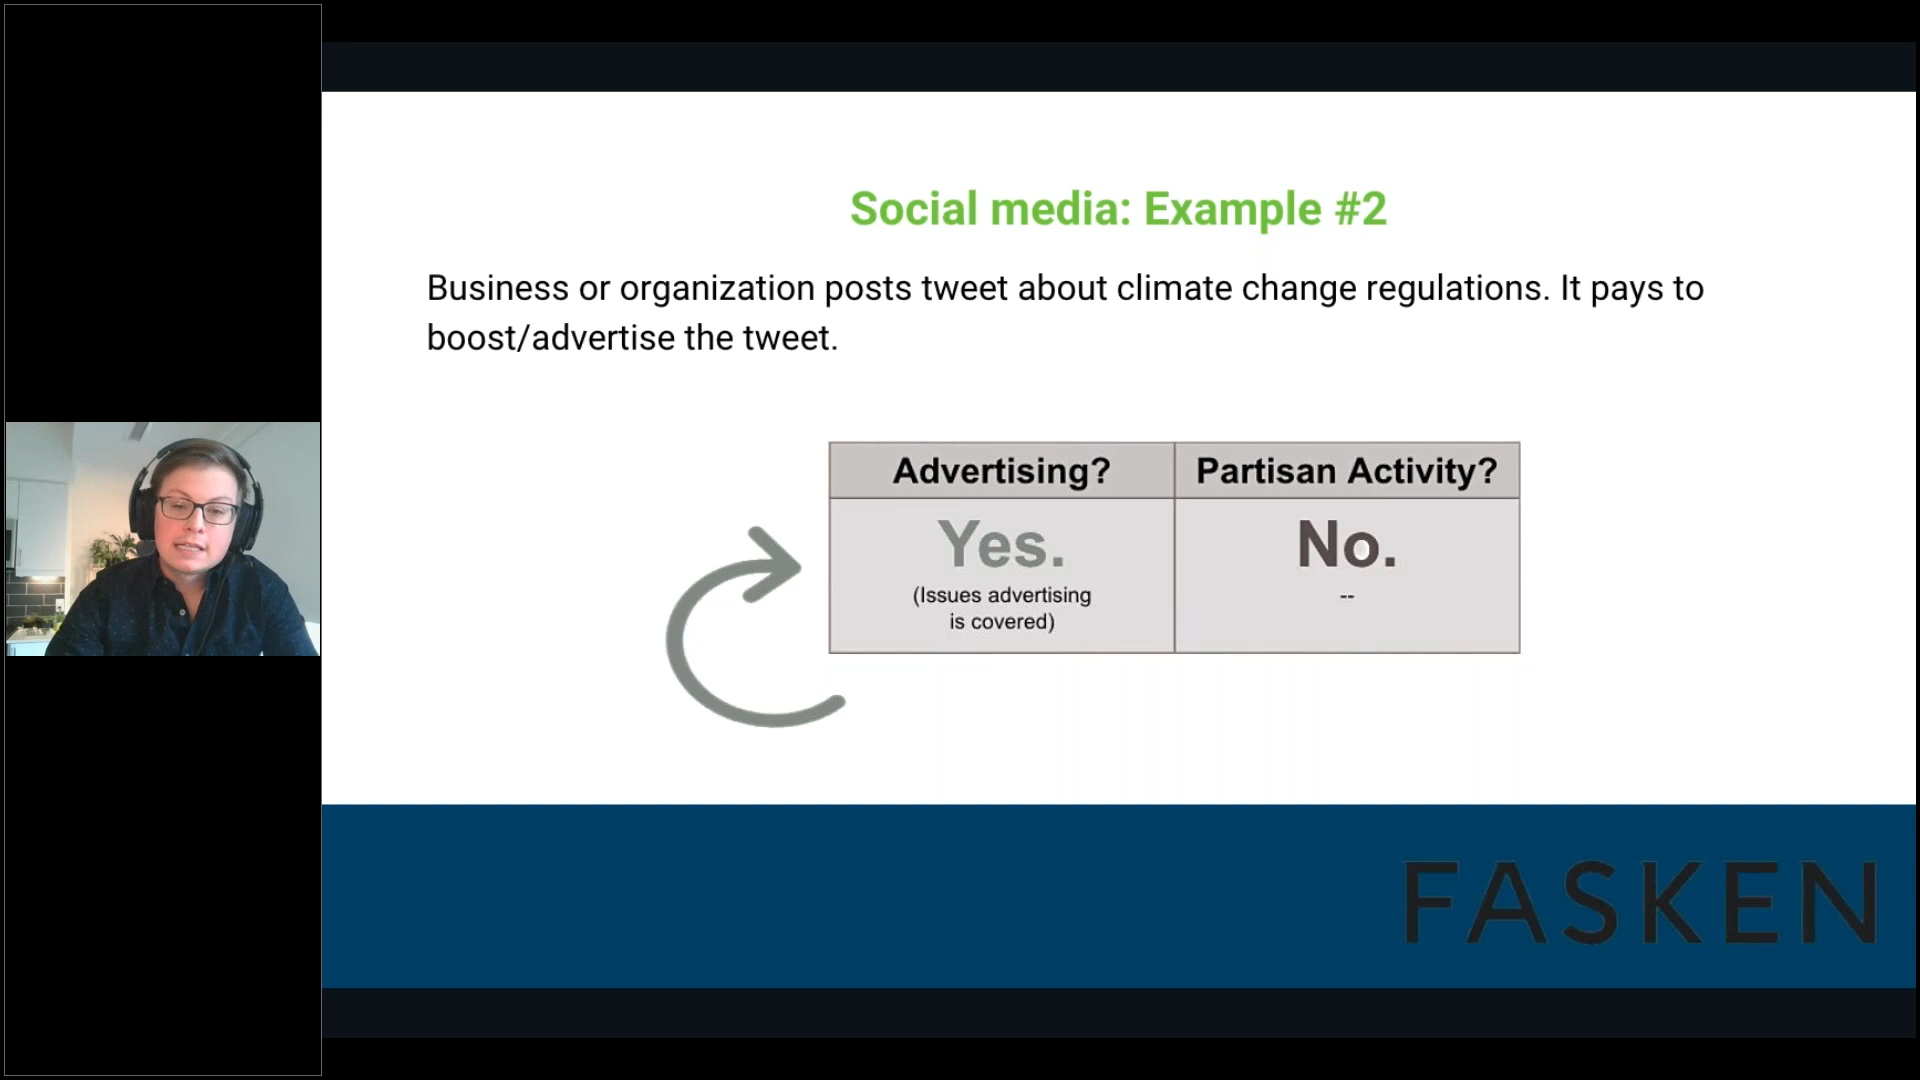 Social media: Example #2
Business or organization posts tweet about climate change regulations. It pays to
boost/advertise the tweet.
Advertising? Partisan Activity?
Yes. No.
(Issues advertising --
is covered)
FASKEN